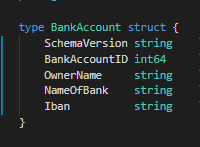 type BankAccount struct {
    SchemaVersion string
    BankAccountID int64
    OwnerName     string
    NameOfBank    string
    Iban          string
}